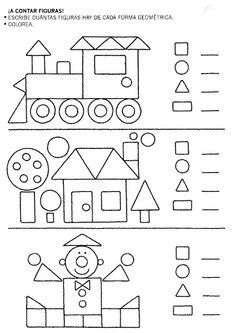 ¡A CONTAR FIGURAS!
• ESCRIBE CUÁNTAS FIGURAS HAY DE CADA FORMA GEOMÉTRICA.
• COLOREA.